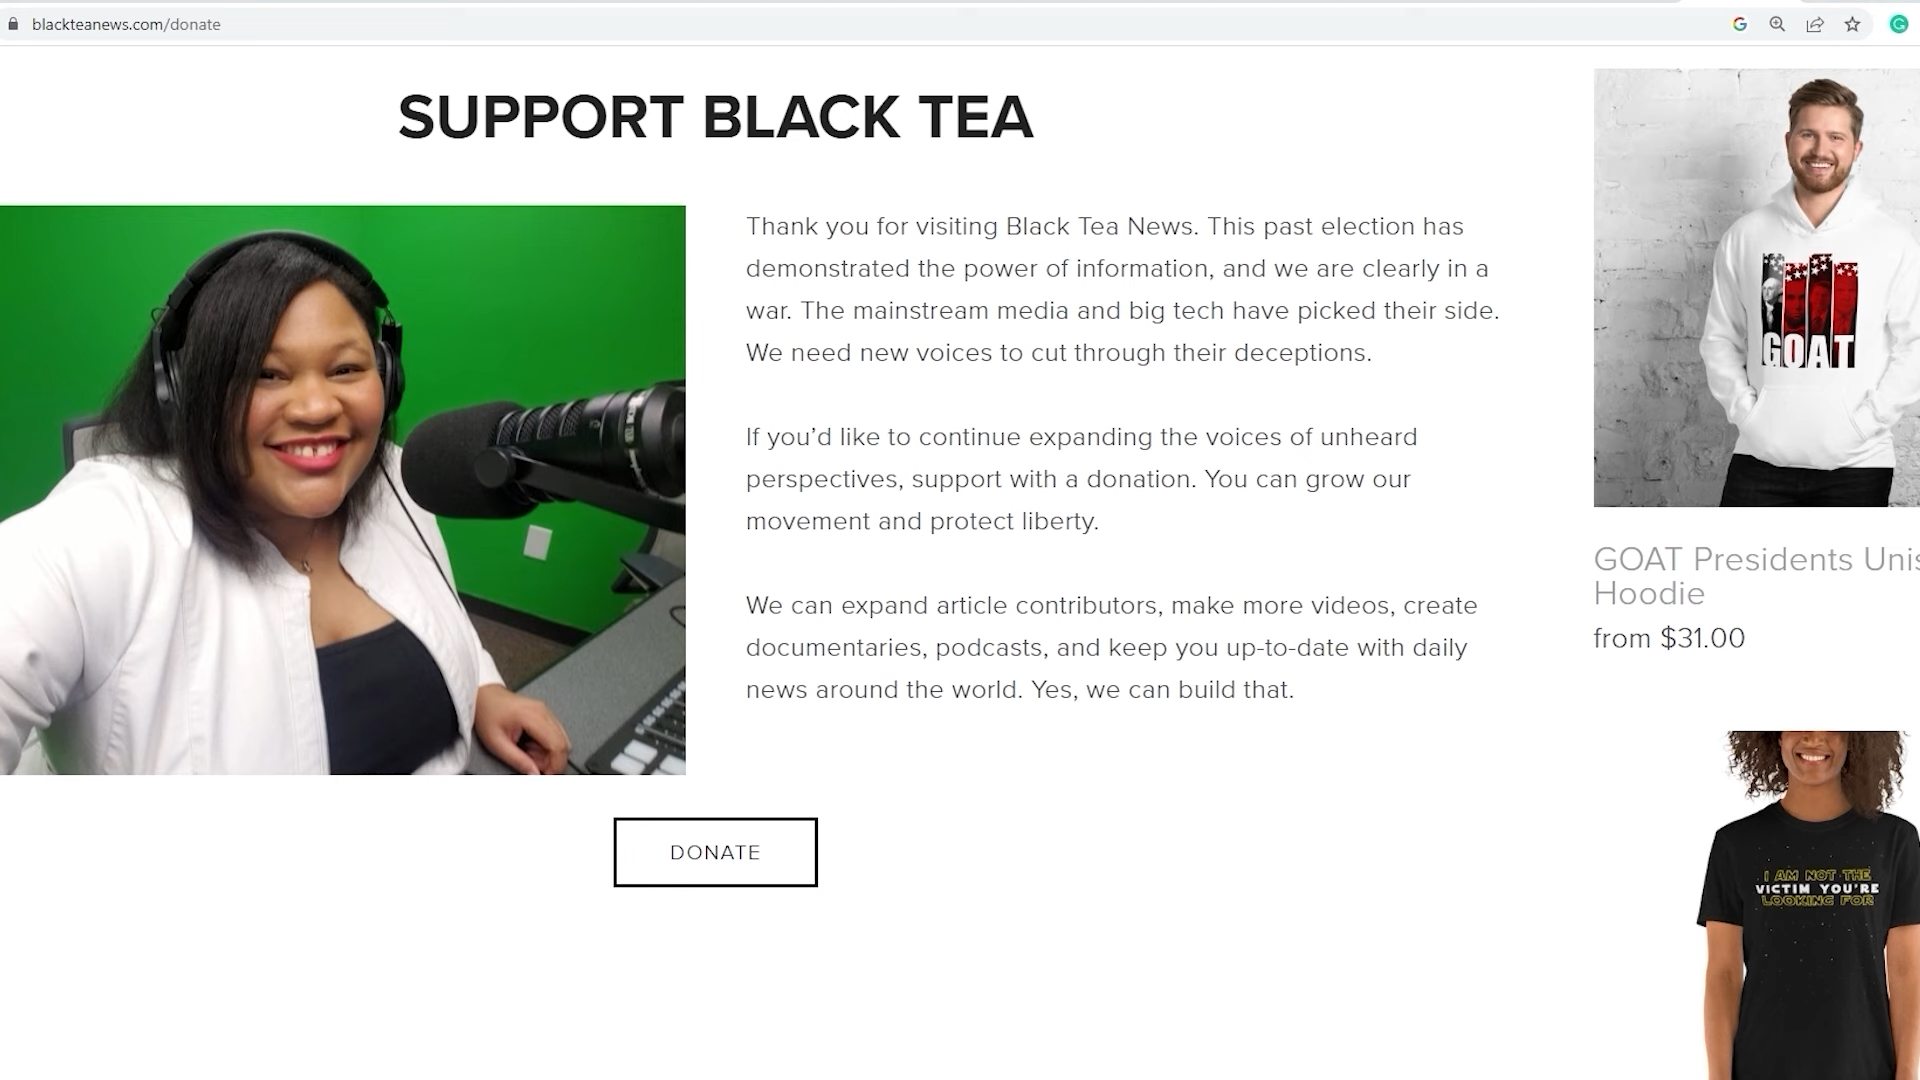 blackteanews.com/donate
SUPPORT BLACK TEA
Thank you for visiting Black Tea News. This past election has
demonstrated the power of information, and we are clearly in a
war. The mainstream media and big tech have picked their side.
We need new voices to cut through their deceptions.
If you’d like to continue expanding the voices of unheard
perspectives, support with a donation. You can grow our
movement and protect liberty.
We can expand article contributors, make more videos, create
documentaries, podcasts, and keep you up-to-date with daily
news around the world. Yes, we can build that.
DONATE
GOAT
GOAT Presidents Unis
Hoodie
from $31.00
I AM NOT THE
VICTIM YOU'RE
LOOKING FOR